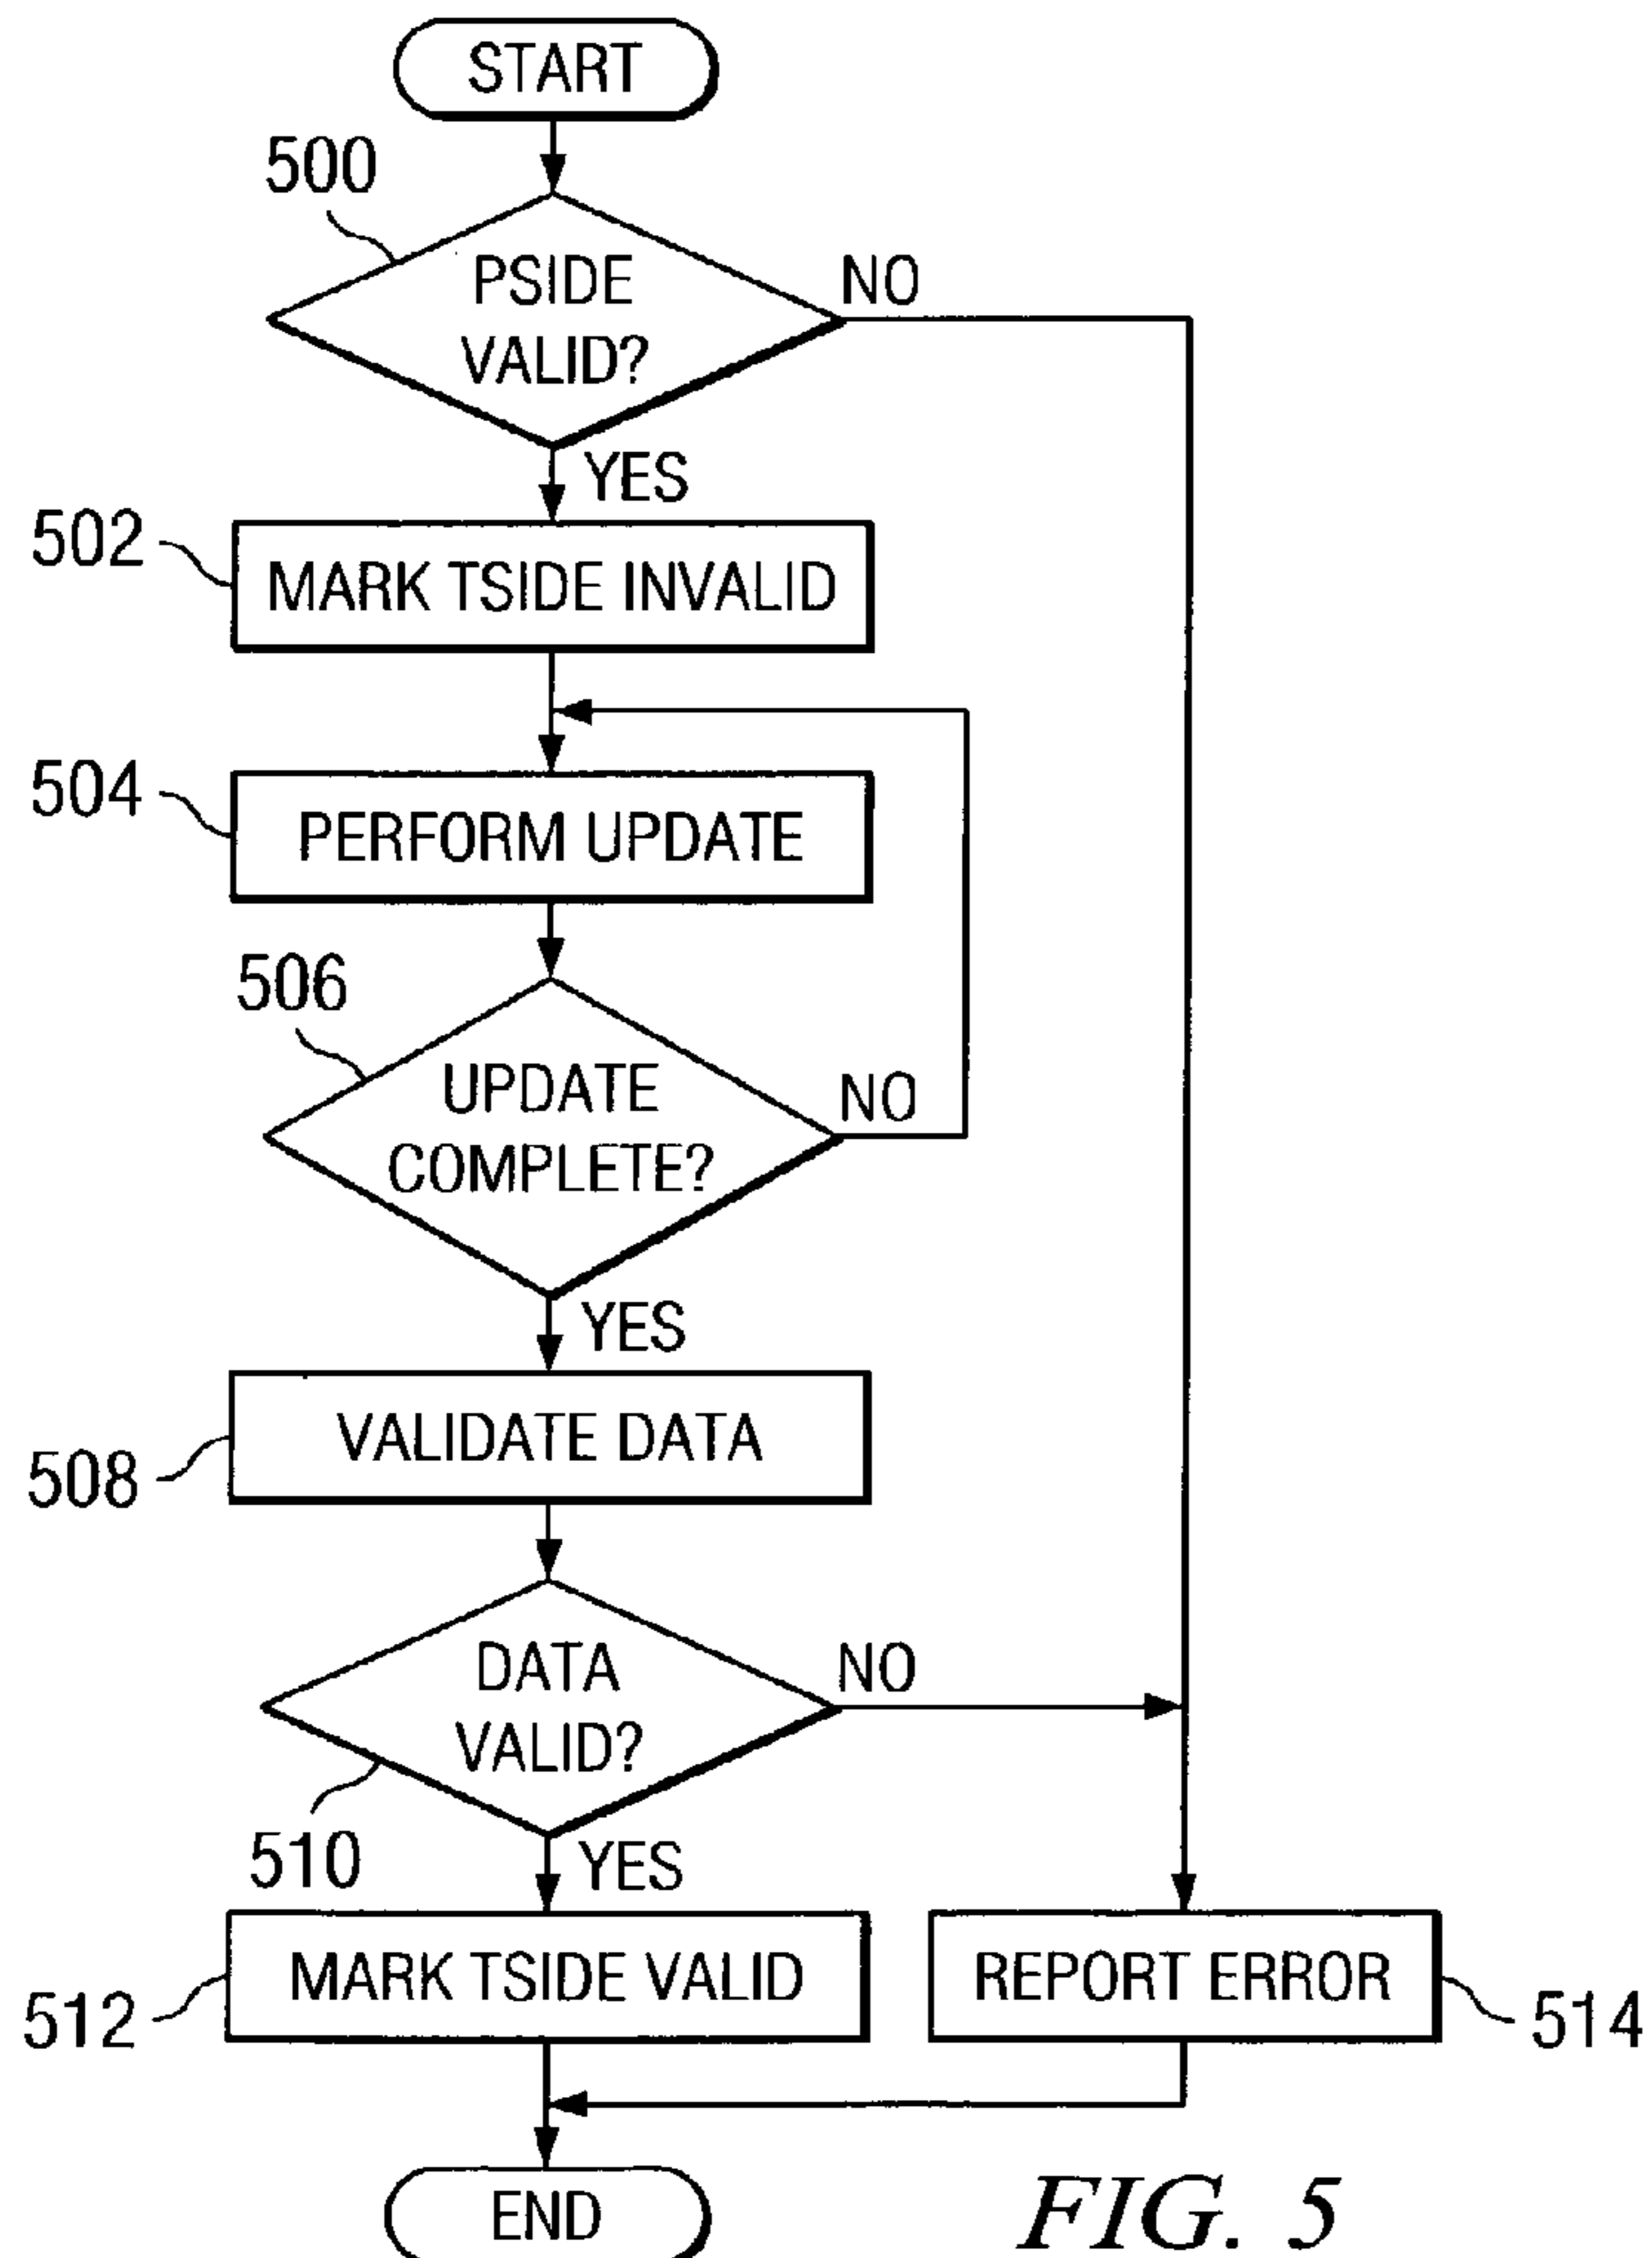 START
500
PSIDE
VALID?
NO
YES
502
MARK TSIDE INVALID
504
PERFORM UPDATE
506
UPDATE
COMPLETE?
NO
YES
508
VALIDATE DATA
DATA
VALID?
NO
510
YES
512
MARK TSIDE VALID
REPORT ERROR
514
END
FIG. 5